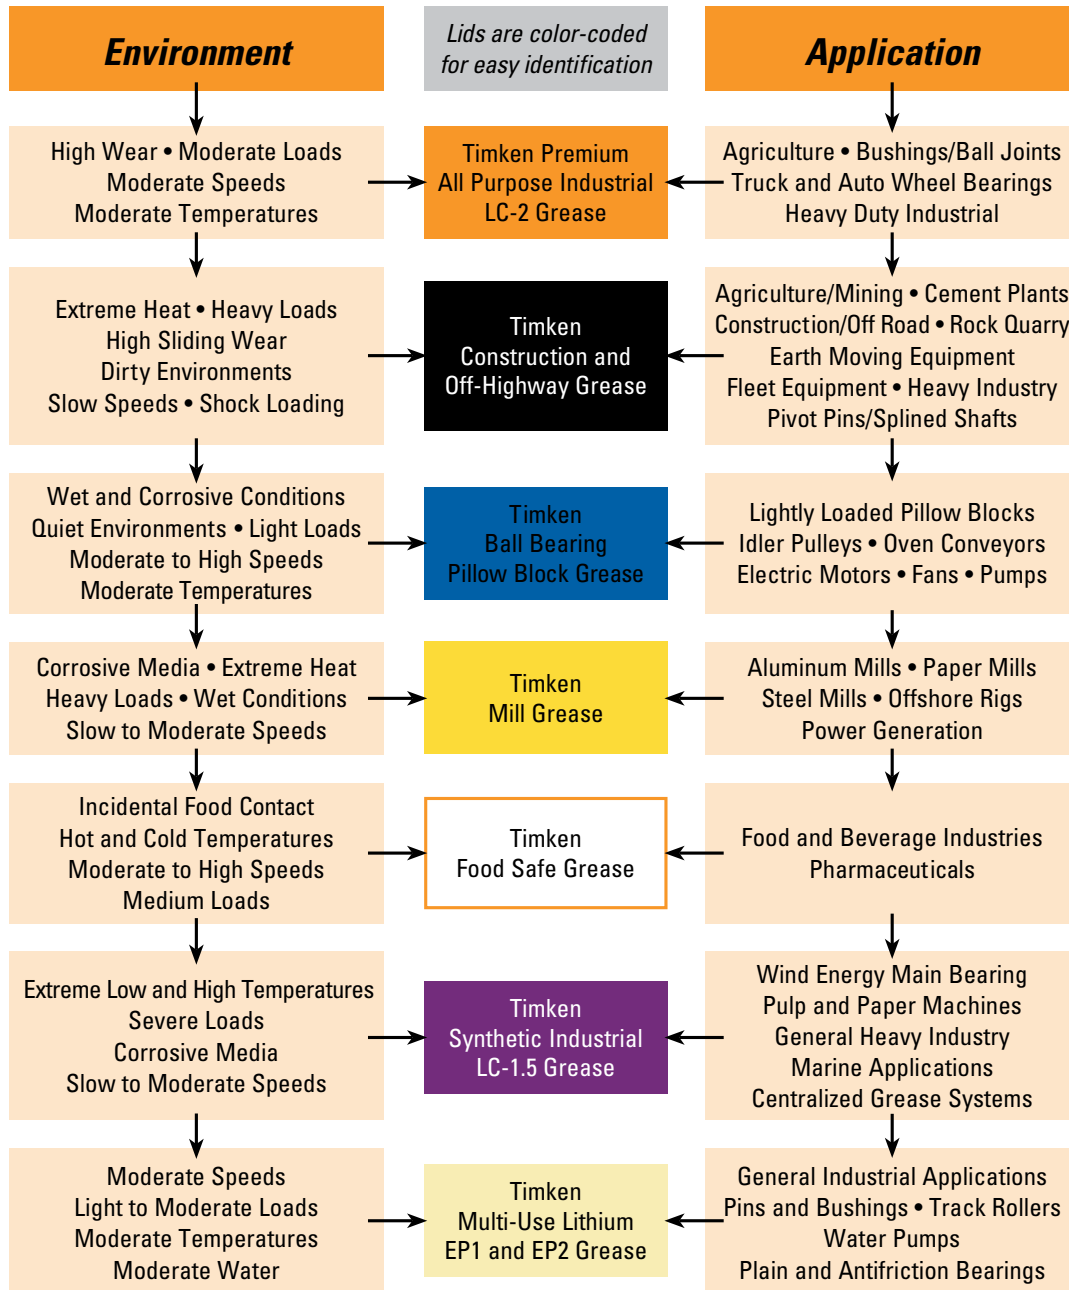 Environment
Lids are color-coded
for easy identification
Application
High Wear • Moderate Loads
Moderate Speeds
Moderate Temperatures
Timken Premium
All Purpose Industrial
LC-2 Grease
Agriculture • Bushings/Ball Joints
Truck and Auto Wheel Bearings
Heavy Duty Industrial
Extreme Heat • Heavy Loads
High Sliding Wear
Dirty Environments
Slow Speeds • Shock Loading
Timken
Construction and
Off-Highway Grease
Agriculture/Mining • Cement Plants
Construction/Off Road • Rock Quarry
Earth Moving Equipment
Fleet Equipment • Heavy Industry
Pivot Pins/Splined Shafts
Wet and Corrosive Conditions
Quiet Environments • Light Loads
Moderate to High Speeds
Moderate Temperatures
Timken
Ball Bearing
Pillow Block Grease
Lightly Loaded Pillow Blocks
Idler Pulleys • Oven Conveyors
Electric Motors • Fans • Pumps
Corrosive Media • Extreme Heat
Heavy Loads • Wet Conditions
Slow to Moderate Speeds
Timken
Mill Grease
Aluminum Mills • Paper Mills
Steel Mills • Offshore Rigs
Power Generation
Incidental Food Contact
Hot and Cold Temperatures
Moderate to High Speeds
Medium Loads
Timken
Food Safe Grease
Food and Beverage Industries
Pharmaceuticals
Extreme Low and High Temperatures
Severe Loads
Corrosive Media
Slow to Moderate Speeds
Timken
Synthetic Industrial
LC-1.5 Grease
Wind Energy Main Bearing
Pulp and Paper Machines
General Heavy Industry
Marine Applications
Centralized Grease Systems
Moderate Speeds
Light to Moderate Loads
Moderate Temperatures
Moderate Water
Timken
Multi-Use Lithium
EP1 and EP2 Grease
General Industrial Applications
Pins and Bushings • Track Rollers
Water Pumps
Plain and Antifriction Bearings